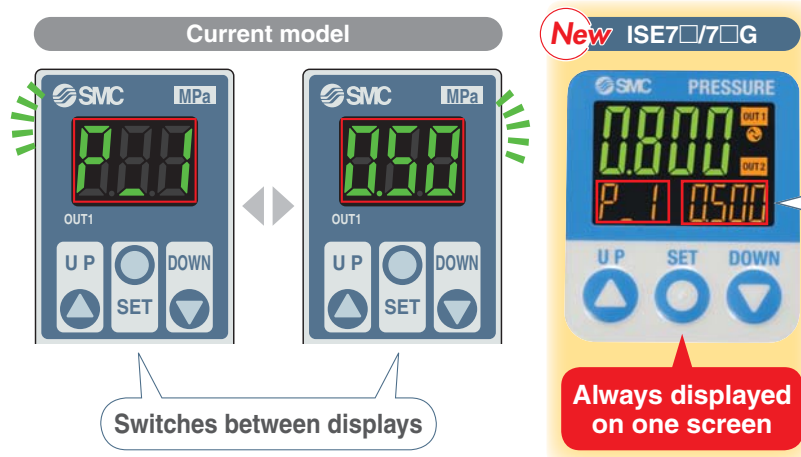 Current model
New ISE7□/7□G
SMC MPa
P_1
OUT1
UP SET DOWN
SMC MPa
0.50
OUT1
UP SET DOWN
Switches between displays
SMC PRESSURE
0.800
OUT1
OUT2
P_1 0.500
UP SET DOWN
Always displayed
on one screen